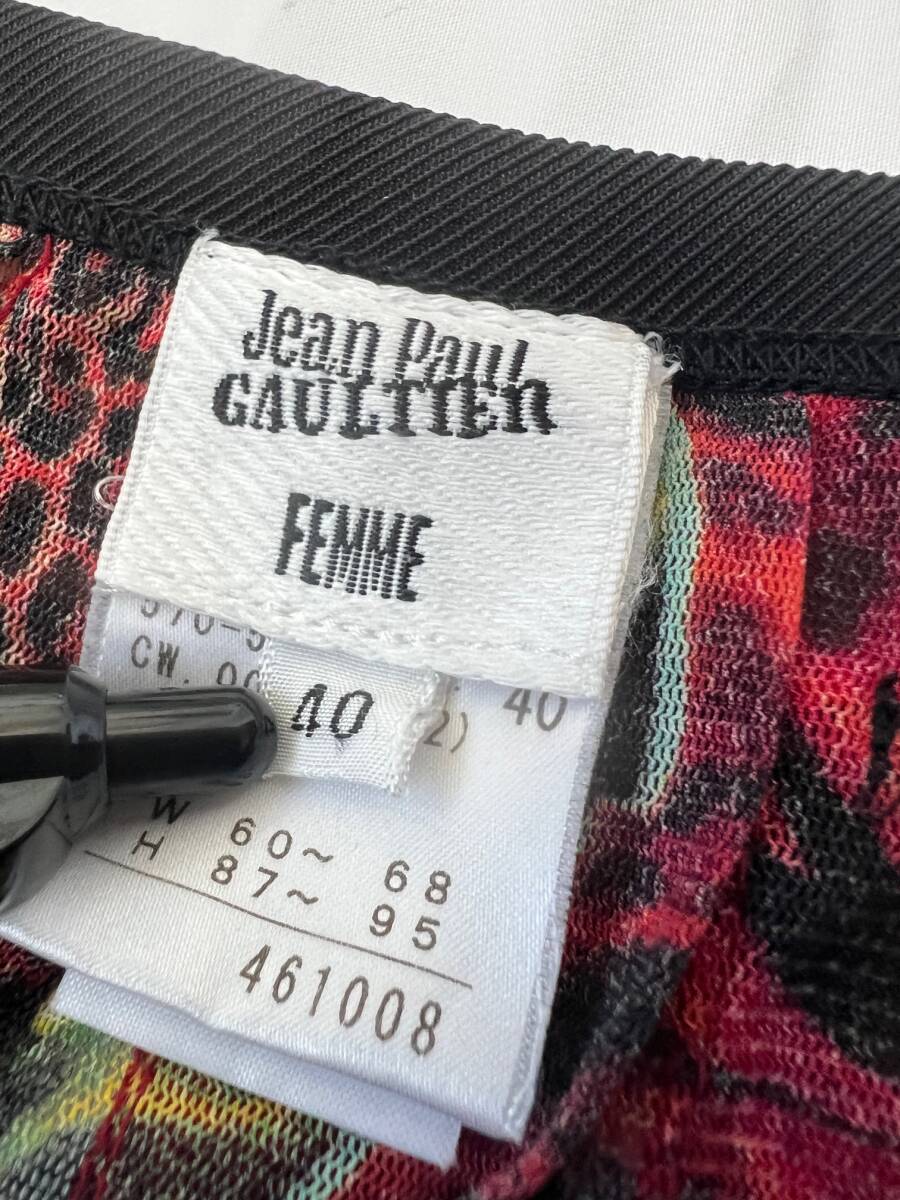 Jean Paul
GAULTIER
FEMME
CW. 40
40
W 60~ 68
H 87~ 95
461008